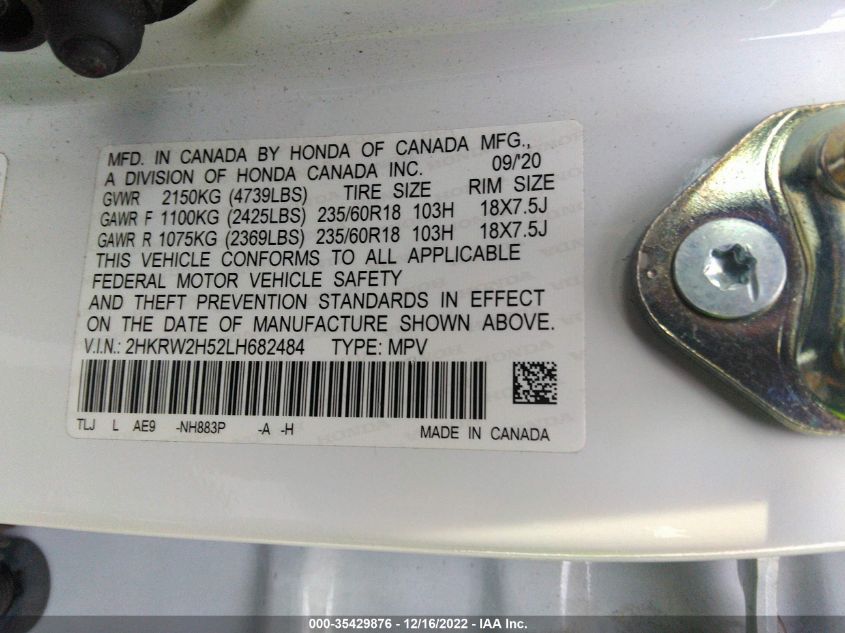 MFD. IN CANADA BY HONDA OF CANADA MFG.,
A DIVISION OF HONDA CANADA INC. 09/20
GVWR 2150KG (4739LBS) TIRE SIZE RIM SIZE
GAWR F 1100KG (2425LBS) 235/60R18 103H 18X7.5J
GAWR R 1075KG (2369LBS) 235/60R18 103H 18X7.5J
THIS VEHICLE CONFORMS TO ALL APPLICABLE
FEDERAL MOTOR VEHICLE SAFETY
AND THEFT PREVENTION STANDARDS IN EFFECT
ON THE DATE OF MANUFACTURE SHOWN ABOVE.
V.I.N.: 2HKRW2H52LH682484 TYPE: MPV
TLJ L AE9 -NH883P -A -H MADE IN CANADA
000-35429876 - 12/16/2022 - IAAI Inc.